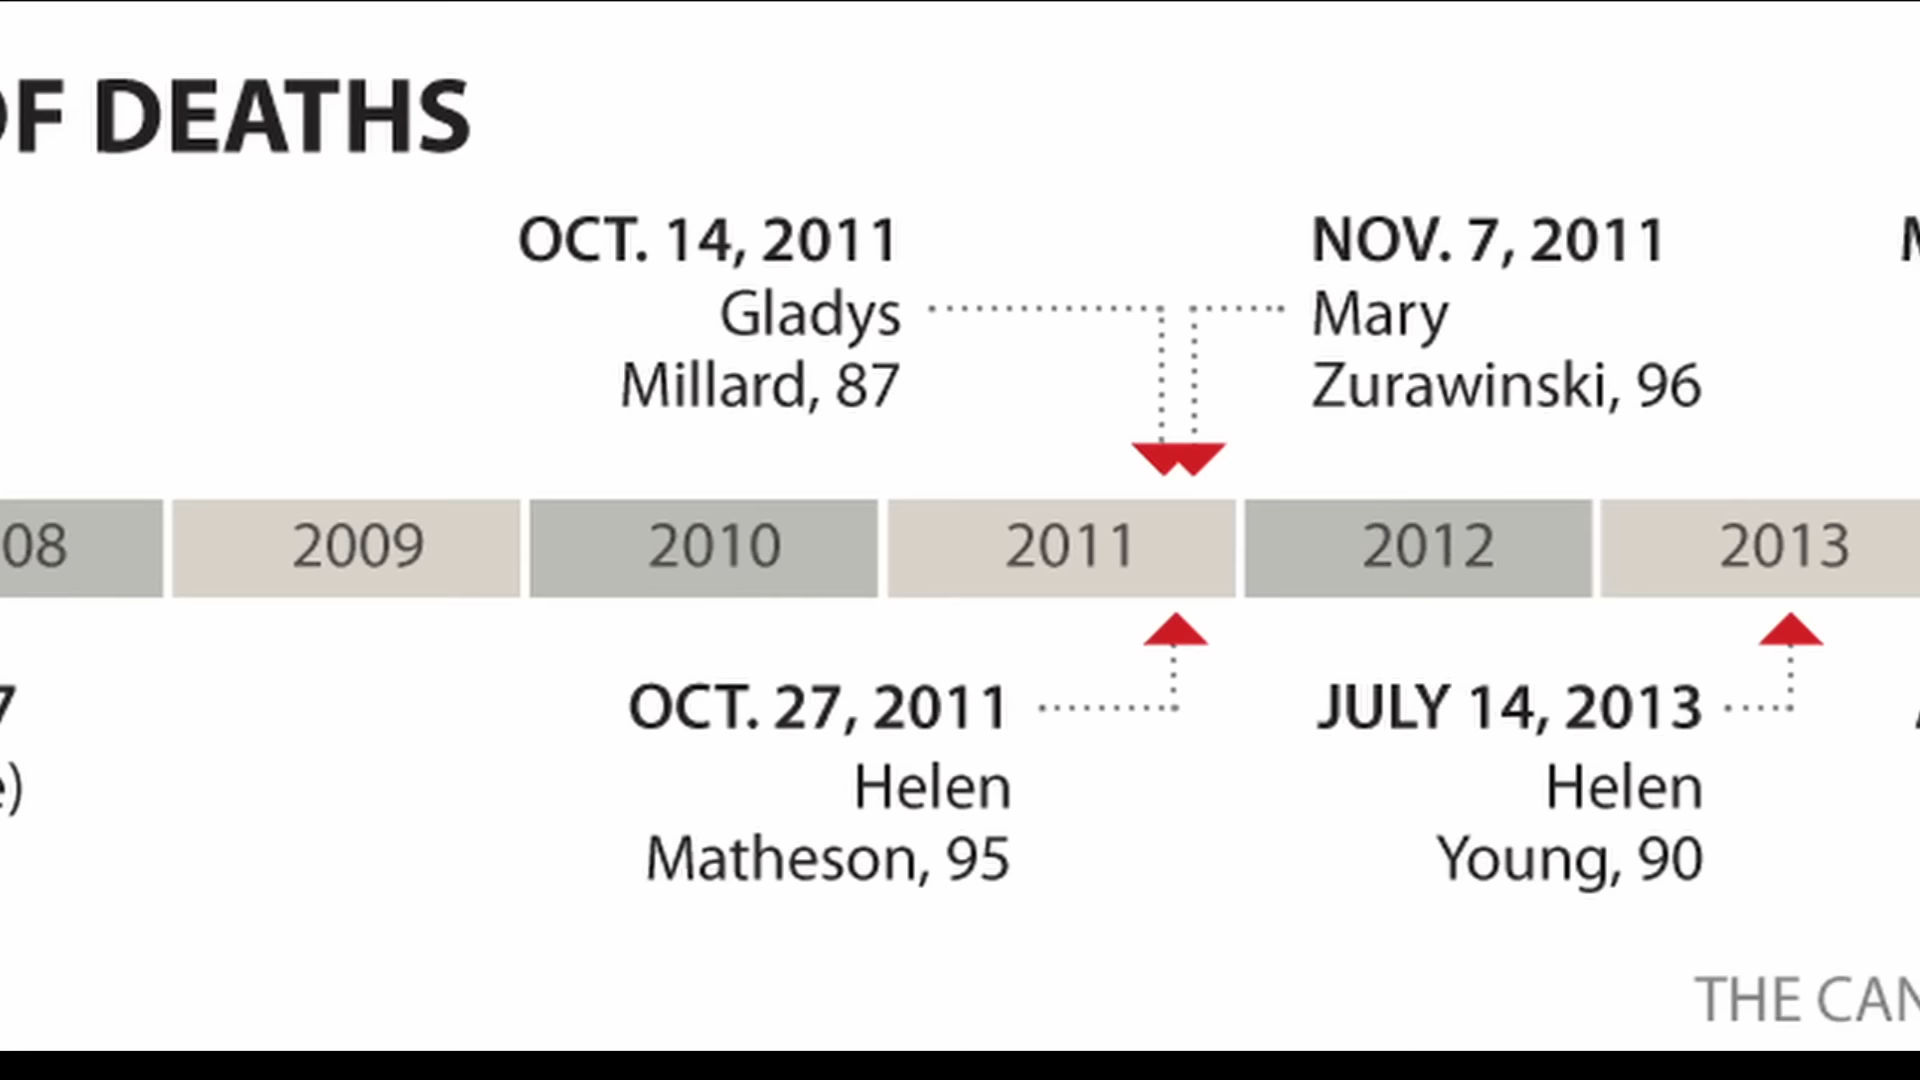 OF DEATHS
OCT. 14, 2011
Gladys
Millard, 87
NOV. 7, 2011
Mary
Zurawinski, 96
08 2009 2010 2011 2012 2013
7
e)
OCT. 27, 2011
Helen
Matheson, 95
JULY 14, 2013
Helen
Young, 90
THE CAN